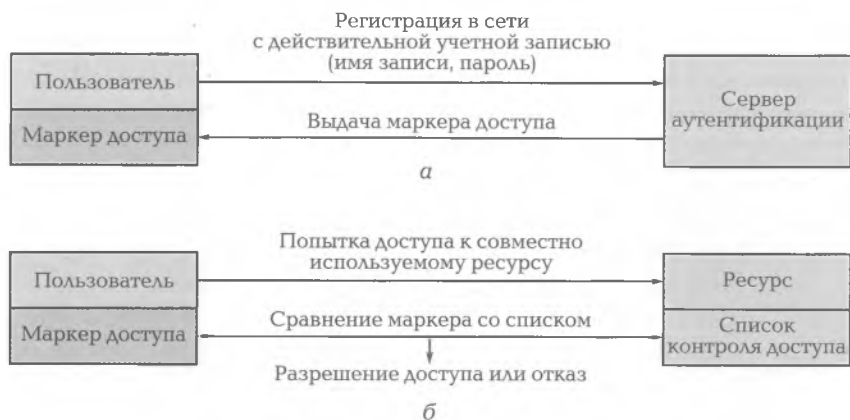 Регистрация в сети
с действительной учетной записью
(имя записи, пароль)
Пользователь
Маркер доступа
Выдача маркера доступа
Сервер
аутентификации
а
Попытка доступа к совместно
используемому ресурсу
Пользователь
Ресурс
Маркер доступа
Сравнение маркера со списком
Список
контроля доступа
Разрешение доступа или отказ
б